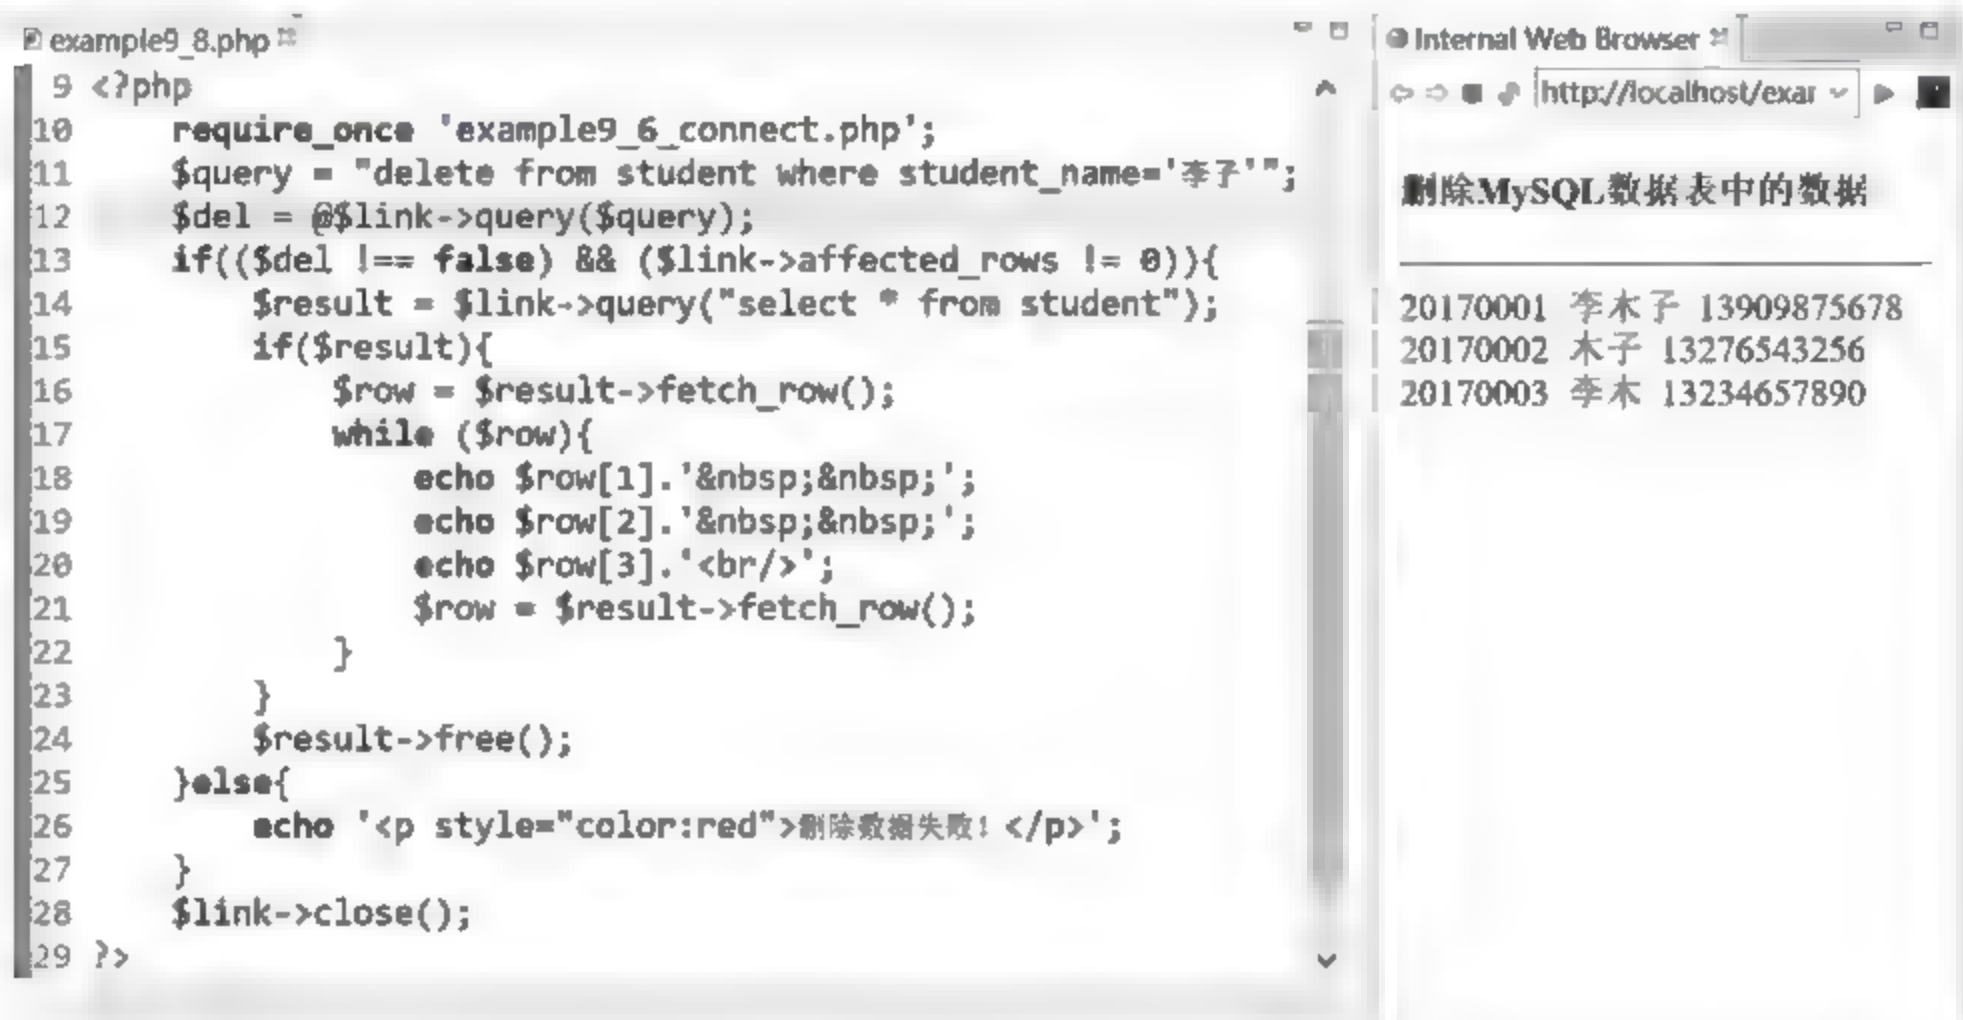 example9_8.php
9 <?php
10 require_once 'example9_6_connect.php';
11 $query = "delete from student where student_name='李子'";
12 $del = @$link->query($query);
13 if(($del !== false) && ($link->affected_rows != 0)){
14 $result = $link->query("select * from student");
15 if($result){
16 $row = $result->fetch_row();
17 while ($row){
18 echo $row[1].'&nbsp;&nbsp;';
19 echo $row[2].'&nbsp;&nbsp;';
20 echo $row[3].'<br/>';
21 $row = $result->fetch_row();
22 }
23 }
24 $result->free();
25 }else{
26 echo '<p style="color:red">删除数据失败！</p>';
27 }
28 $link->close();
29 ?>
Internal Web Browser
http://localhost/exar
删除MySQL数据表中的数据
20170001 李木子 13909875678
20170002 木子 13276543256
20170003 李木 13234657890